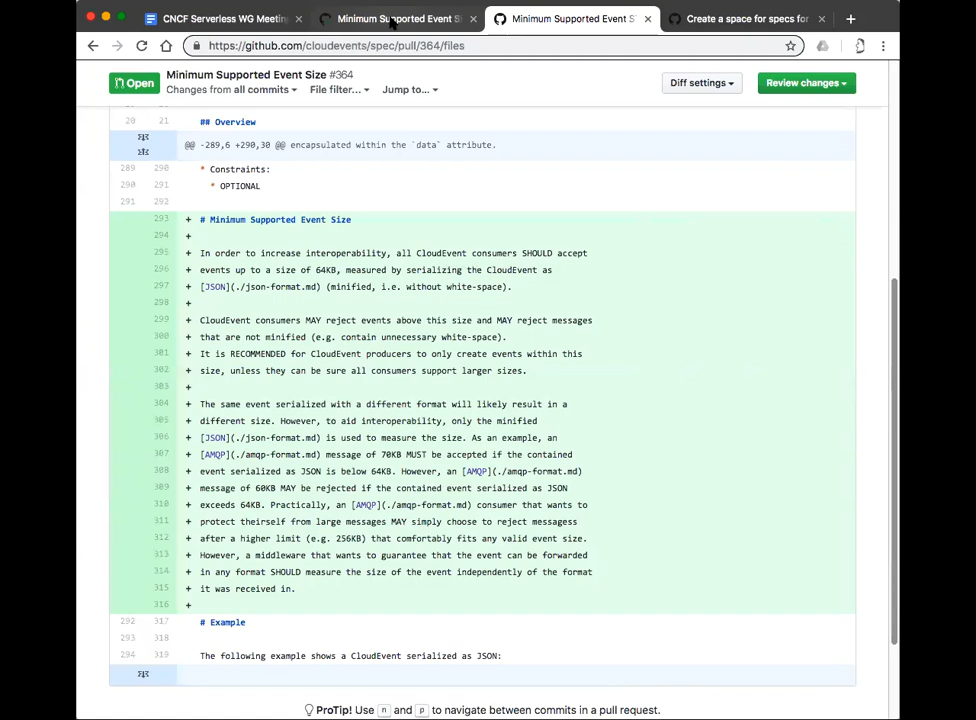 CNCF Serverless WG Meetin
Minimum Supported Event S
Minimum Supported Event S
Create a space for specs for
https://github.com/cloudevents/spec/pull/364/files
Open
Minimum Supported Event Size #364
Changes from all commits
File filter...
Jump to...
Diff settings
Review changes
20 21 ## Overview
@@ -289,6 +290,30 @@ encapsulated within the `data` attribute.
289 290 * Constraints:
290 291 * OPTIONAL
291 292
293 + # Minimum Supported Event Size
294 +
295 + In order to increase interoperability, all CloudEvent consumers SHOULD accept
296 + events up to a size of 64KB, measured by serializing the CloudEvent as
297 + [JSON](./json-format.md) (minified, i.e. without white-space).
298 +
299 + CloudEvent consumers MAY reject events above this size and MAY reject messages
300 + that are not minified (e.g. contain unnecessary white-space).
301 + It is RECOMMENDED for CloudEvent producers to only create events within this
302 + size, unless they can be sure all consumers support larger sizes.
303 +
304 + The same event serialized with a different format will likely result in a
305 + different size. However, to aid interoperability, only the minified
306 + [JSON](./json-format.md) is used to measure the size. As an example, an
307 + [AMQP](./amqp-format.md) message of 70KB MUST be accepted if the contained
308 + event serialized as JSON is below 64KB. However, an [AMQP](./amqp-format.md)
309 + message of 60KB MAY be rejected if the contained event serialized as JSON
310 + exceeds 64KB. Practically, an [AMQP](./amqp-format.md) consumer that wants to
311 + protect theirself from large messages MAY simply choose to reject messagess
312 + after a higher limit (e.g. 256KB) that comfortably fits any valid event size.
313 + However, a middleware that wants to guarantee that the event can be forwarded
314 + in any format SHOULD measure the size of the event independently of the format
315 + it was received in.
316 +
292 317 # Example
293 318
294 319 The following example shows a CloudEvent serialized as JSON:
ProTip! Use n and p to navigate between commits in a pull request.